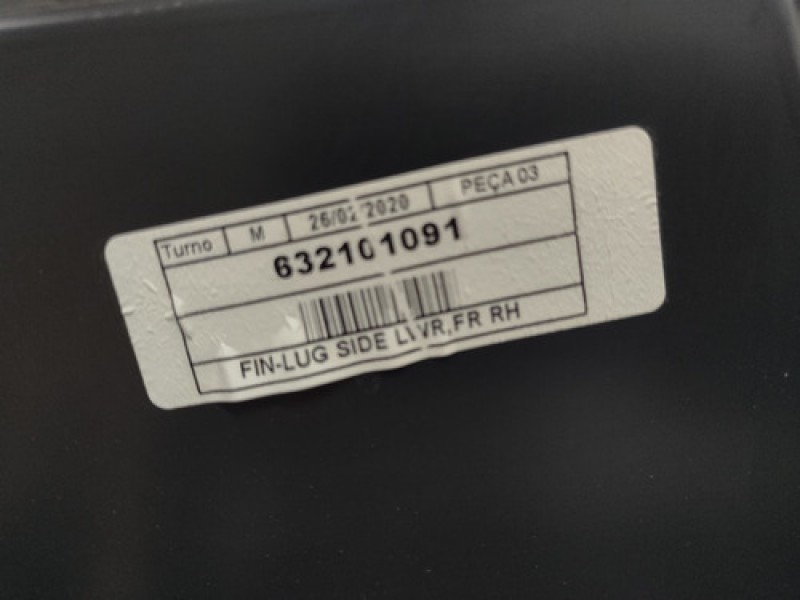 Turno M 26/02/2020 PEÇA 03
632101091
FIN-LUG SIDE LWR,FR RH